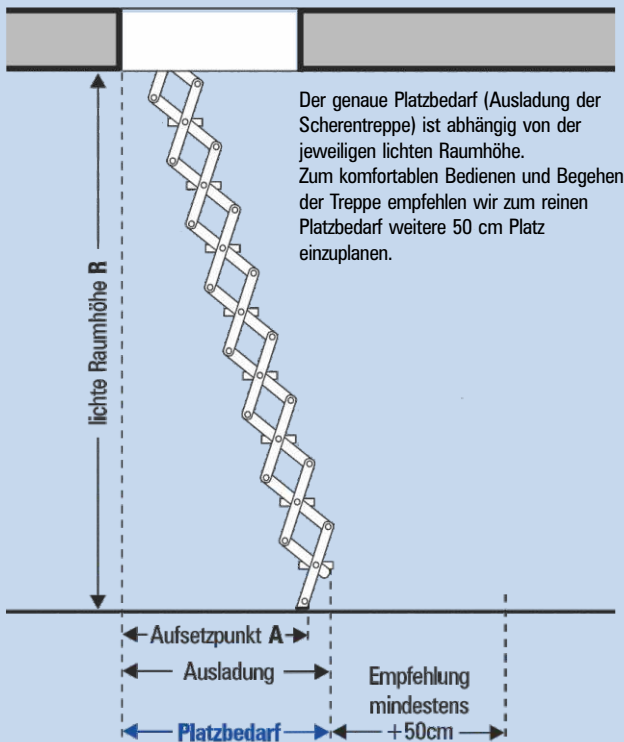 Der genaue Platzbedarf (Ausladung der
Scherentreppe) ist abhängig von der
jeweiligen lichten Raumhöhe.
Zum komfortablen Bedienen und Begehen
der Treppe empfehlen wir zum reinen
Platzbedarf weitere 50 cm Platz
einzuplanen.
lichte Raumhöhe R
Aufsetzpunkt A
Ausladung
Empfehlung
mindestens
+50cm
Platzbedarf